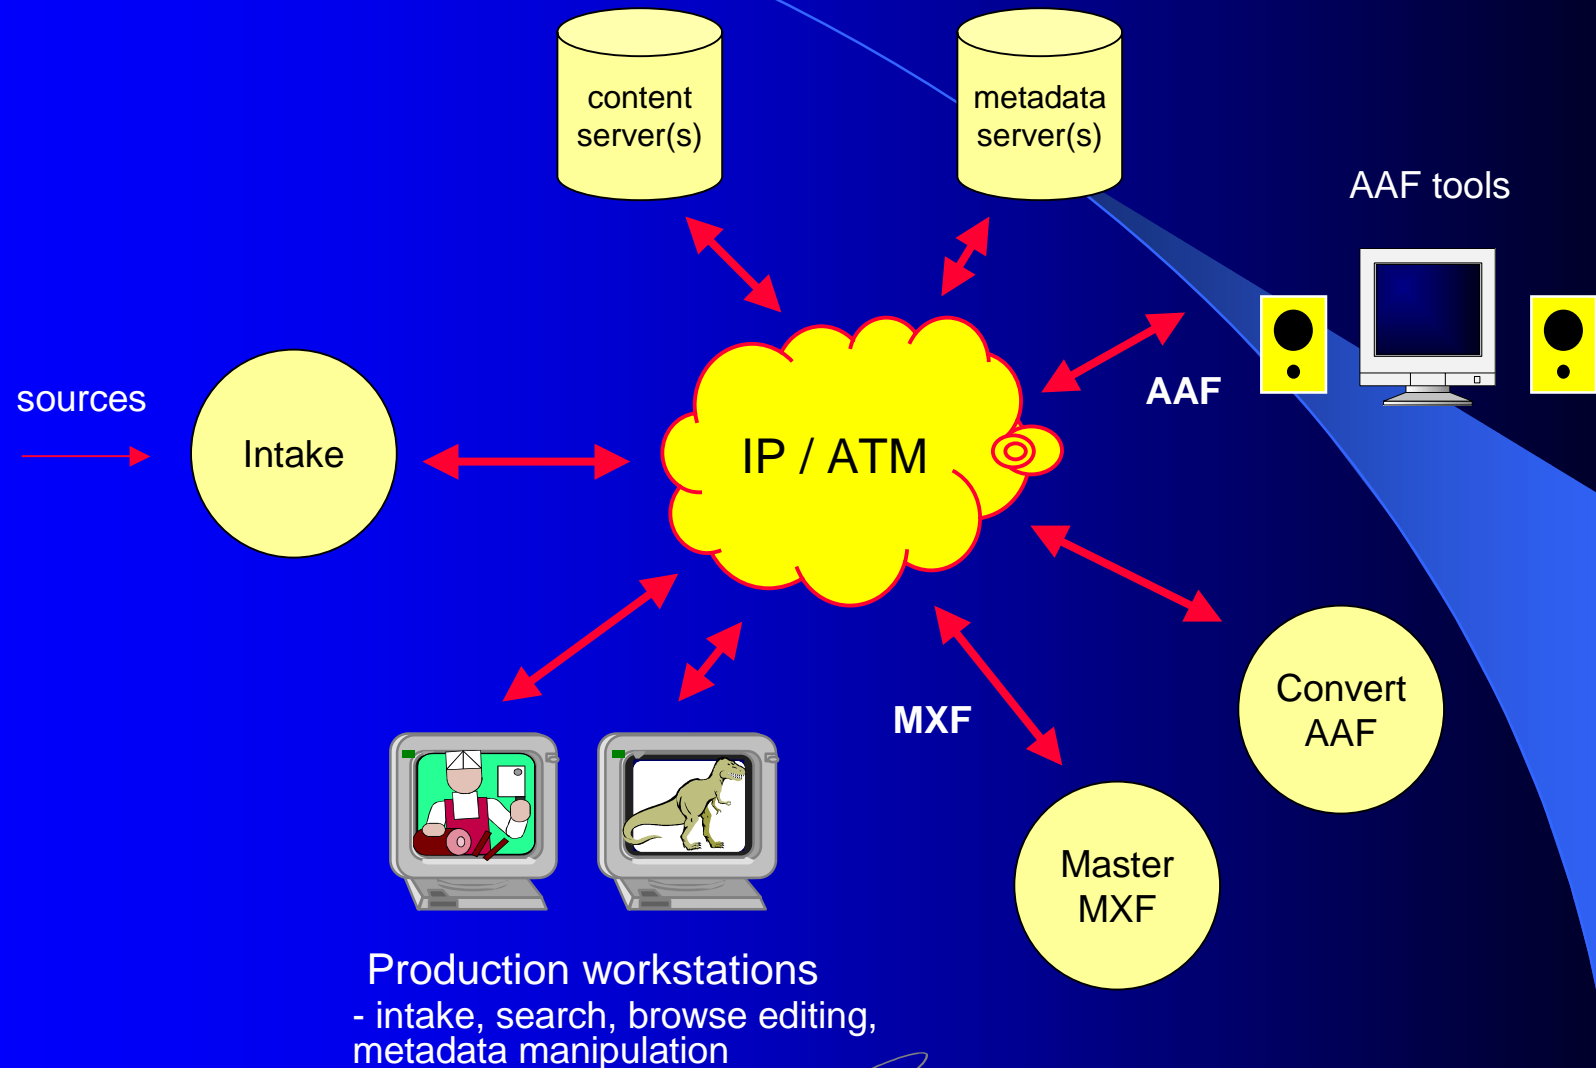 content
server(s)
metadata
server(s)
AAF tools
sources
Intake
IP / ATM
AAF
MXF
Convert
AAF
Master
MXF
Production workstations
- intake, search, browse editing,
metadata manipulation